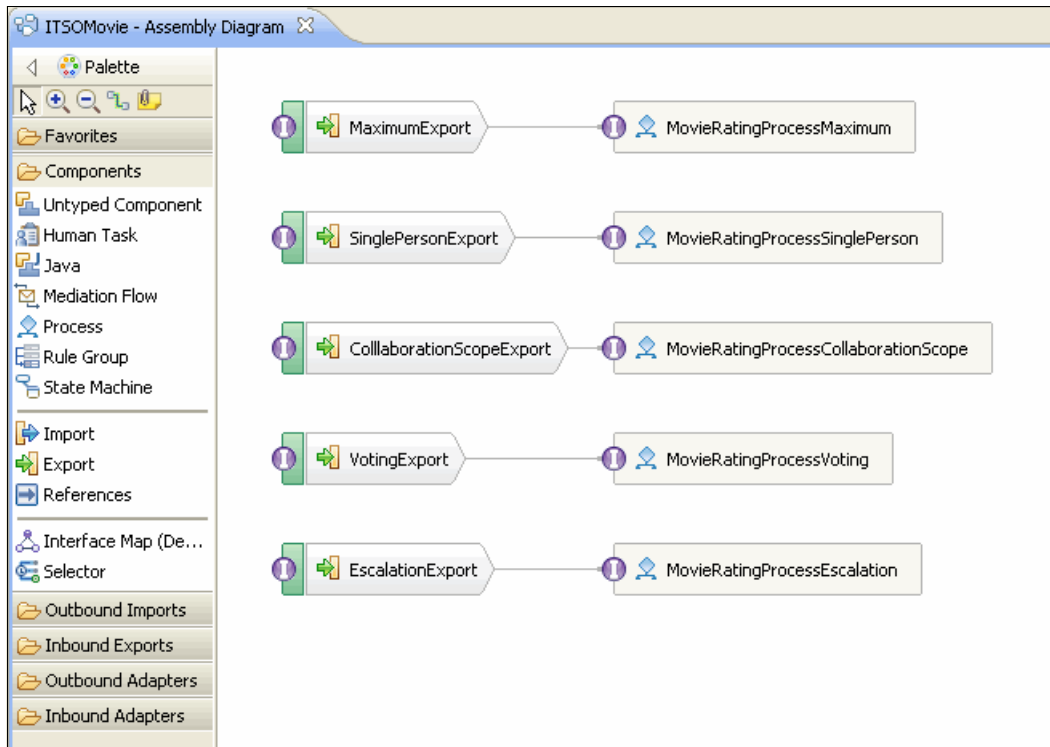 ITSOMovie - Assembly Diagram
Palette
Favorites
Components
Untyped Component
Human Task
Java
Mediation Flow
Process
Rule Group
State Machine
Import
Export
References
Interface Map (De...
Selector
Outbound Imports
Inbound Exports
Outbound Adapters
Inbound Adapters
I MaximumExport I MovieRatingProcessMaximum
I SinglePersonExport I MovieRatingProcessSinglePerson
I ColllaborationScopeExport I MovieRatingProcessCollaborationScope
I VotingExport I MovieRatingProcessVoting
I EscalationExport I MovieRatingProcessEscalation